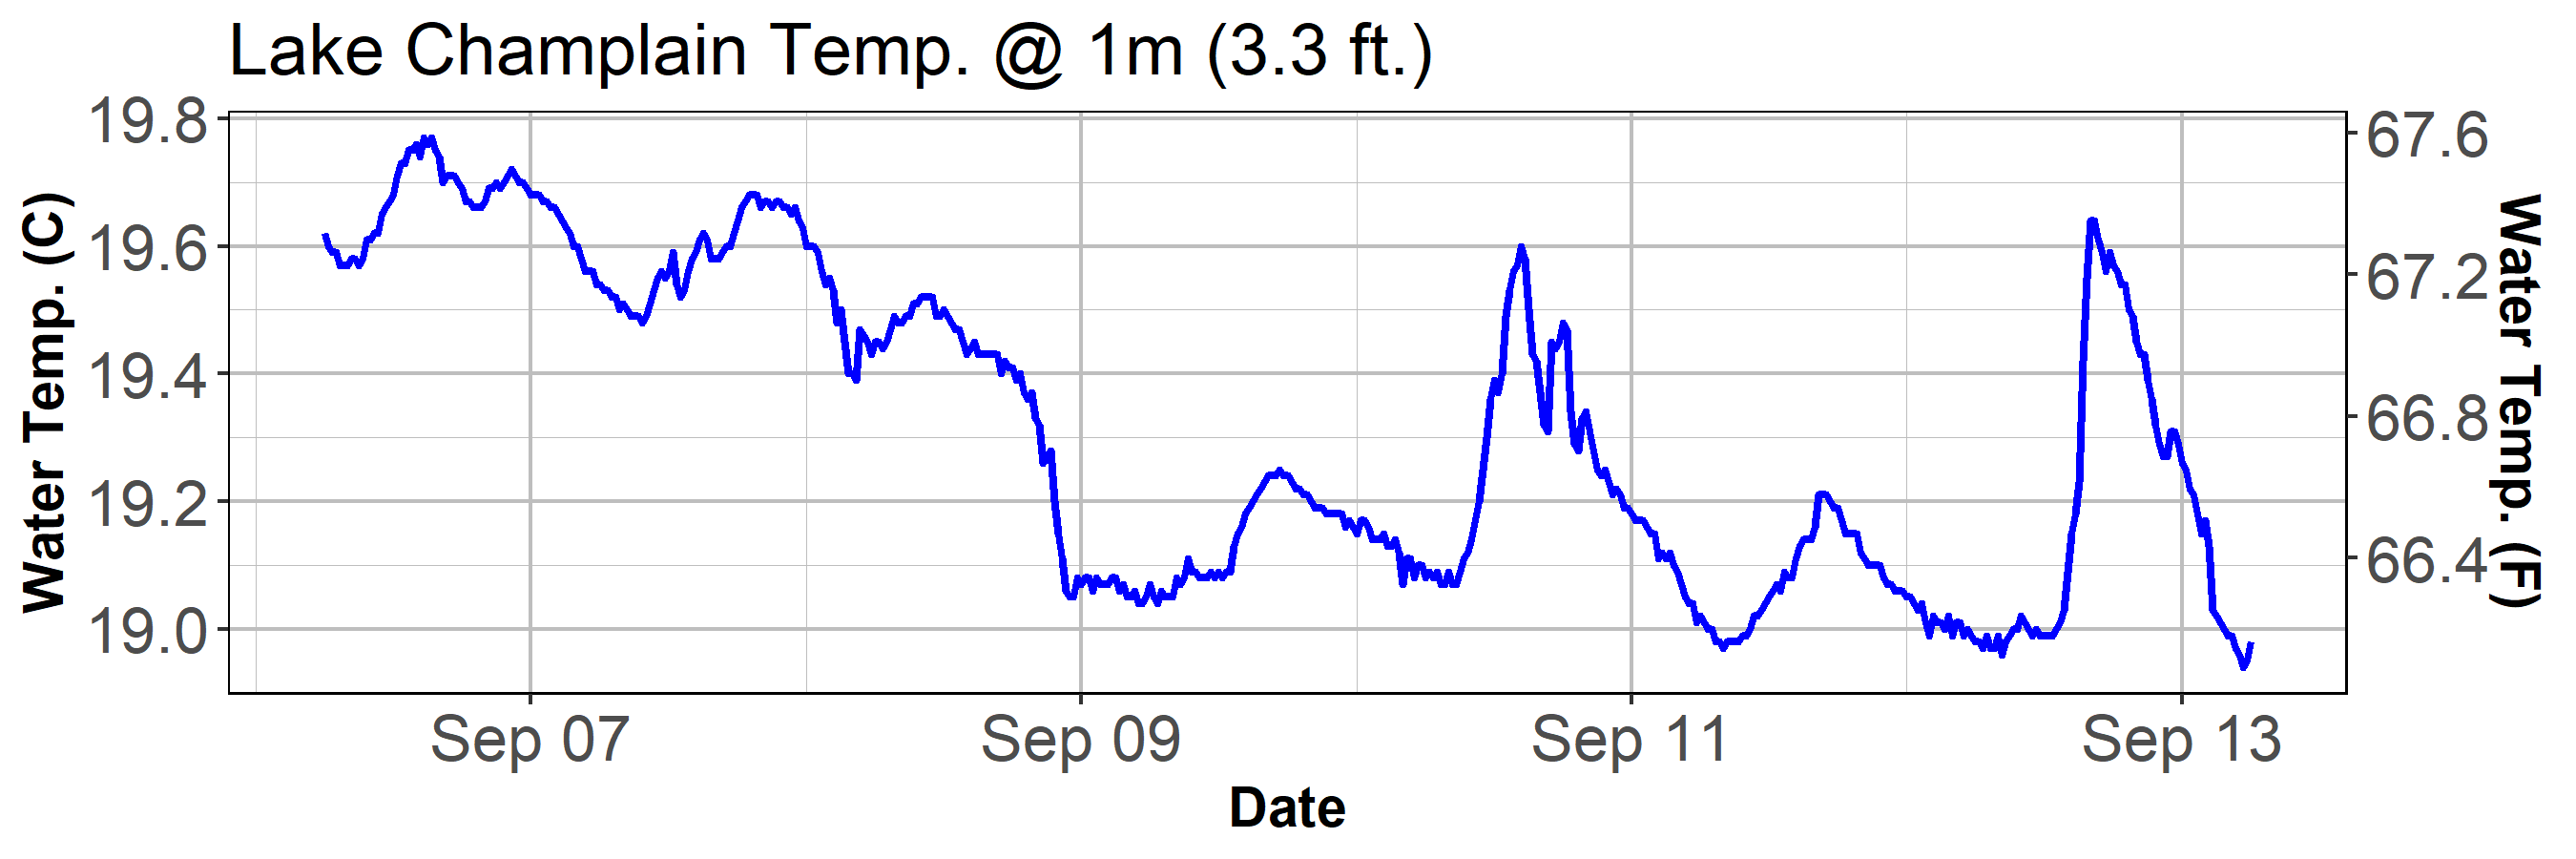 Lake Champlain Temp. @ 1m (3.3 ft.)
Water Temp. (C)
19.8
19.6
19.4
19.2
19.0
67.6
67.2
66.8
66.4
Water Temp. (F)
Sep 07 Sep 09 Sep 11 Sep 13
Date